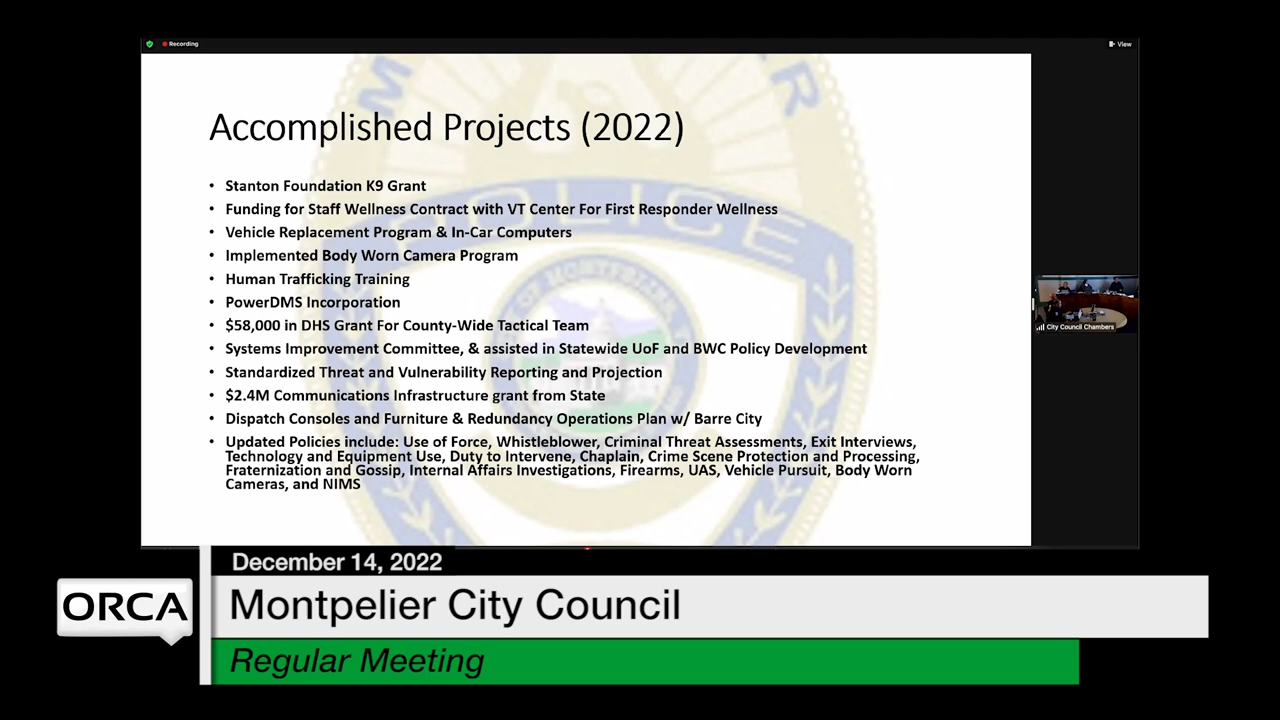 Recording
View
MONTPELIER
POLICE
Accomplished Projects (2022)
• Stanton Foundation K9 Grant
• Funding for Staff Wellness Contract with VT Center For First Responder Wellness
• Vehicle Replacement Program & In-Car Computers
• Implemented Body Worn Camera Program
• Human Trafficking Training
• PowerDMS Incorporation
• $58,000 in DHS Grant For County-Wide Tactical Team
• Systems Improvement Committee, & assisted in Statewide UoF and BWC Policy Development
• Standardized Threat and Vulnerability Reporting and Projection
• $2.4M Communications Infrastructure grant from State
• Dispatch Consoles and Furniture & Redundancy Operations Plan w/ Barre City
• Updated Policies include: Use of Force, Whistleblower, Criminal Threat Assessments, Exit Interviews,
Technology and Equipment Use, Duty to Intervene, Chaplain, Crime Scene Protection and Processing,
Fraternization and Gossip, Internal Affairs Investigations, Firearms, UAS, Vehicle Pursuit, Body Worn
Cameras, and NIMS
City Council Chambers
December 14, 2022
ORCA
Montpelier City Council
Regular Meeting